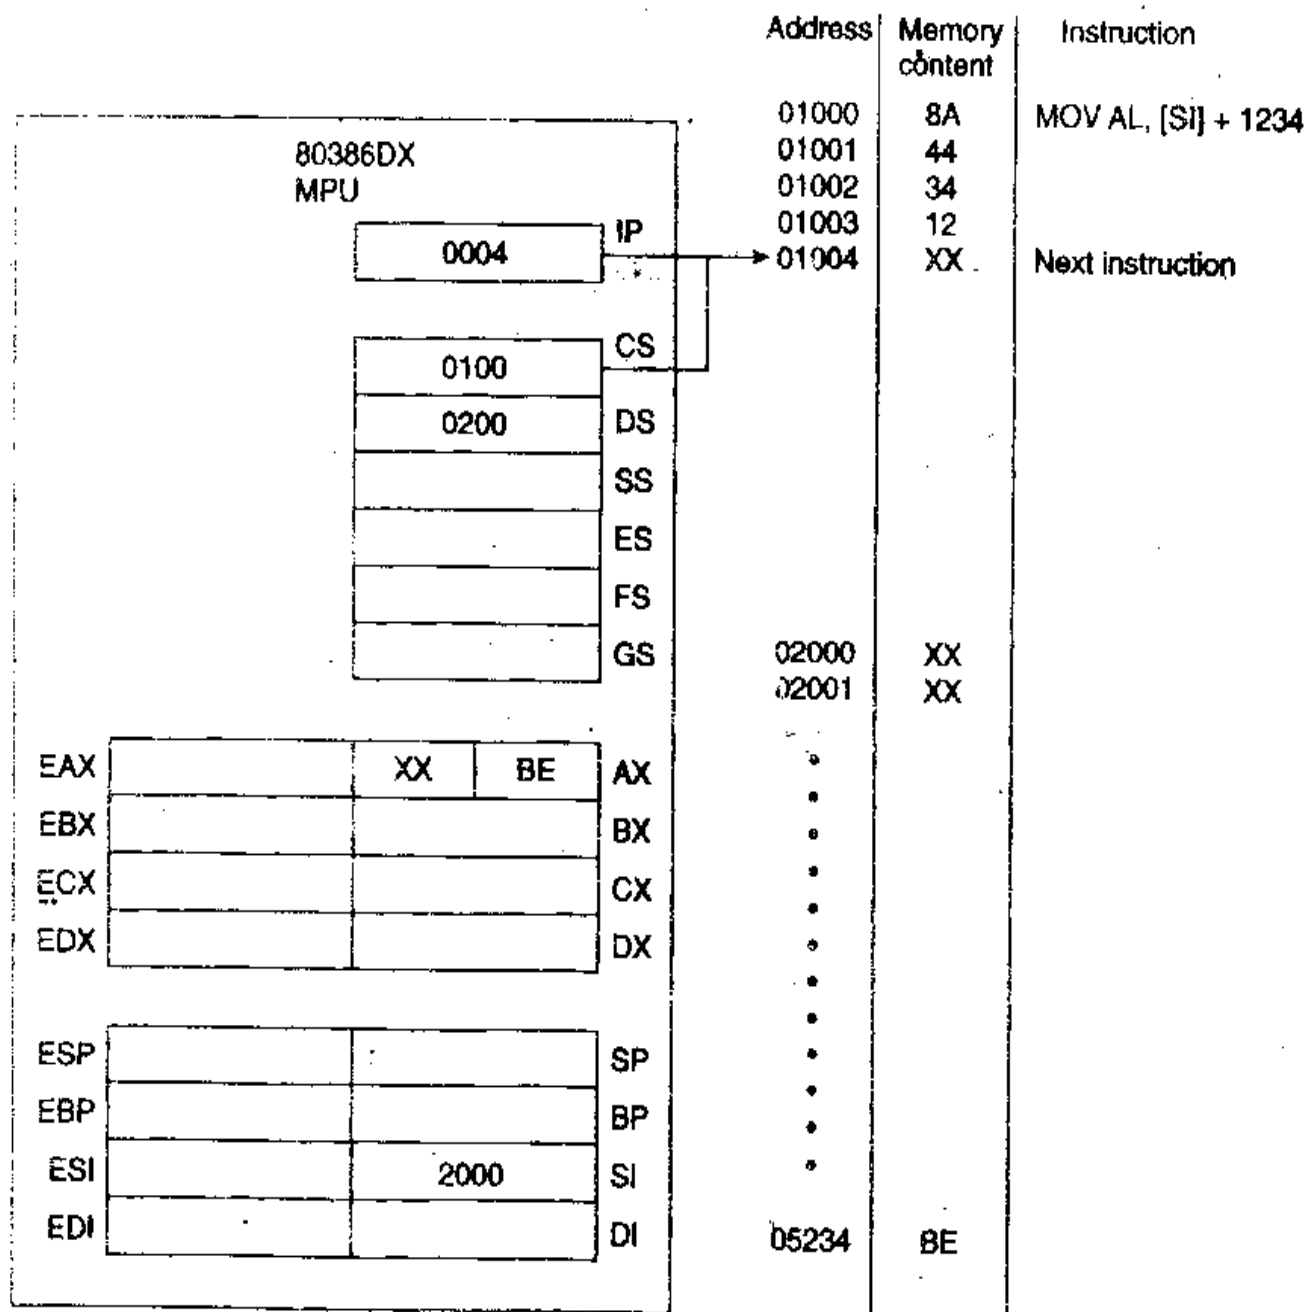 Address Memory content Instruction
01000 8A MOV AL, [SI] + 1234
01001 44
01002 34
01003 12
01004 XX Next instruction
80386DX
MPU
0004 IP
0100 CS
0200 DS
SS
ES
FS
GS
02000 XX
02001 XX
EAX XX BE AX
EBX BX
ECX CX
EDX DX
ESP SP
EBP BP
ESI 2000 SI
EDI DI
05234 BE